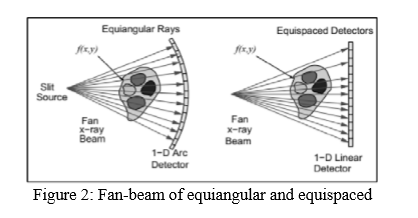 Equiangular Rays
f(x,y)
Slit
Source
Fan
x-ray
Beam
1-D Arc
Detector
Equispaced Detectors
f(x,y)
Fan
x-ray
Beam
1-D Linear
Detector
Figure 2: Fan-beam of equiangular and equispaced